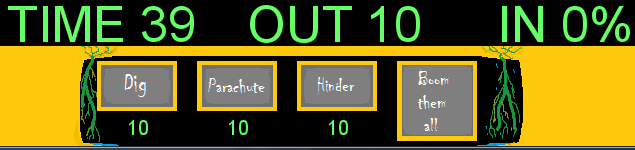 TIME 39 OUT 10 IN 0%
Dig Parachute Hinder Boom
them
all
10 10 10